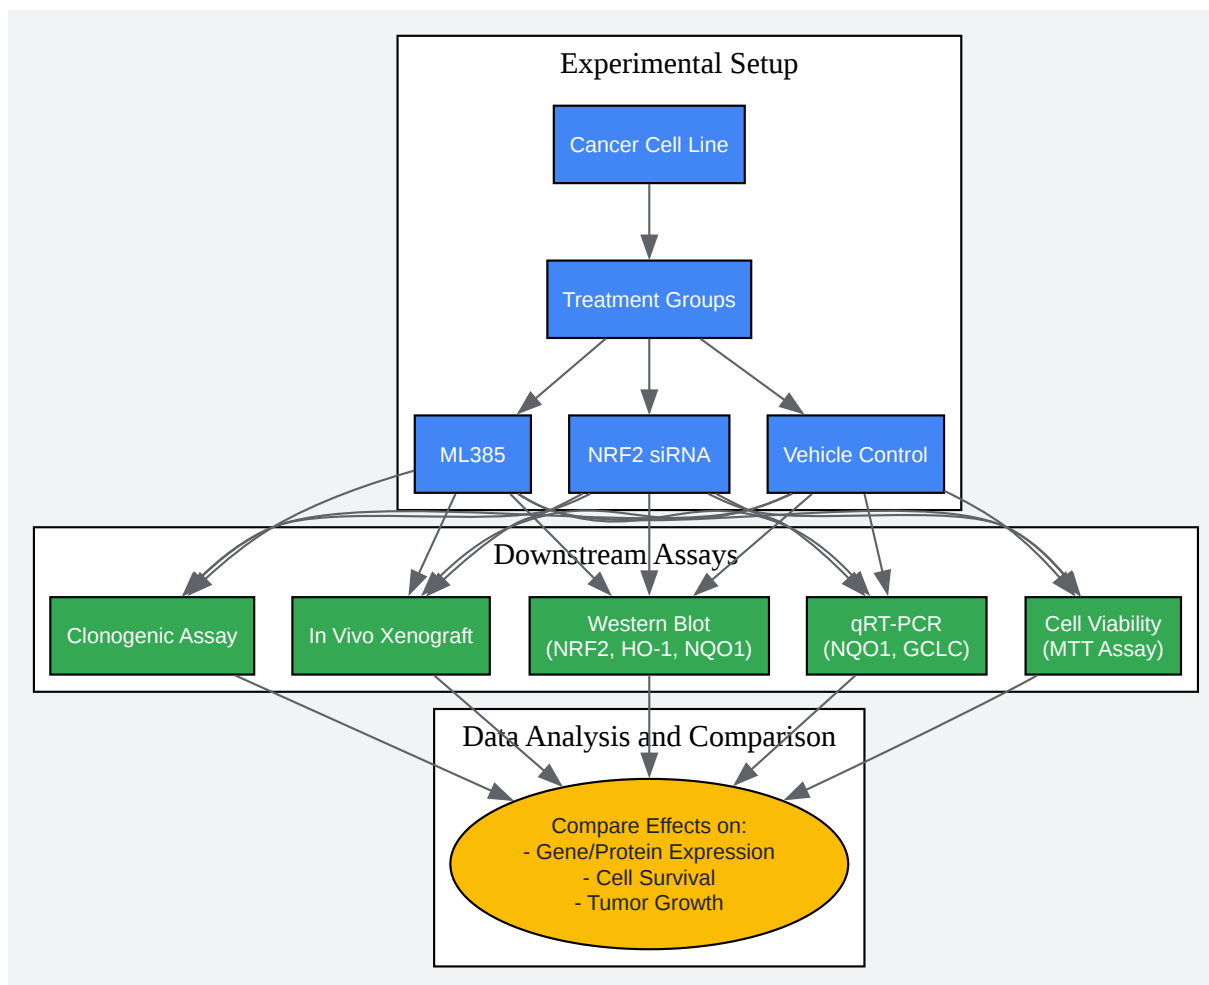 Experimental Setup
Cancer Cell Line
Treatment Groups
ML385
NRF2 siRNA
Vehicle Control
Downstream Assays
Clonogenic Assay
In Vivo Xenograft
Western Blot
(NRF2, HO-1, NQO1)
qRT-PCR
(NQO1, GCLC)
Cell Viability
(MTT Assay)
Data Analysis and Comparison
Compare Effects on:
- Gene/Protein Expression
- Cell Survival
- Tumor Growth